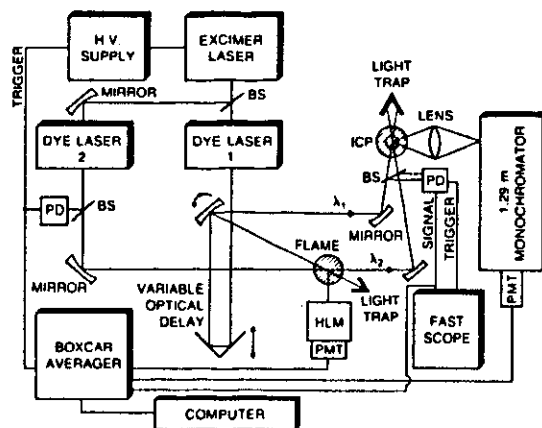 H.V.
SUPPLY
EXCIMER
LASER
TRIGGER
MIRROR
BS
LIGHT
TRAP
ICP
LENS
DYE LASER
2
DYE LASER
1
1.29 m
MONOCHROMATOR
PMT
BS
PD
SIGNAL
TRIGGER
PD
BS
λ₁
MIRROR
FLAME
λ₂
MIRROR
VARIABLE
OPTICAL
DELAY
LIGHT
TRAP
HLM
PMT
FAST
SCOPE
BOXCAR
AVERAGER
COMPUTER